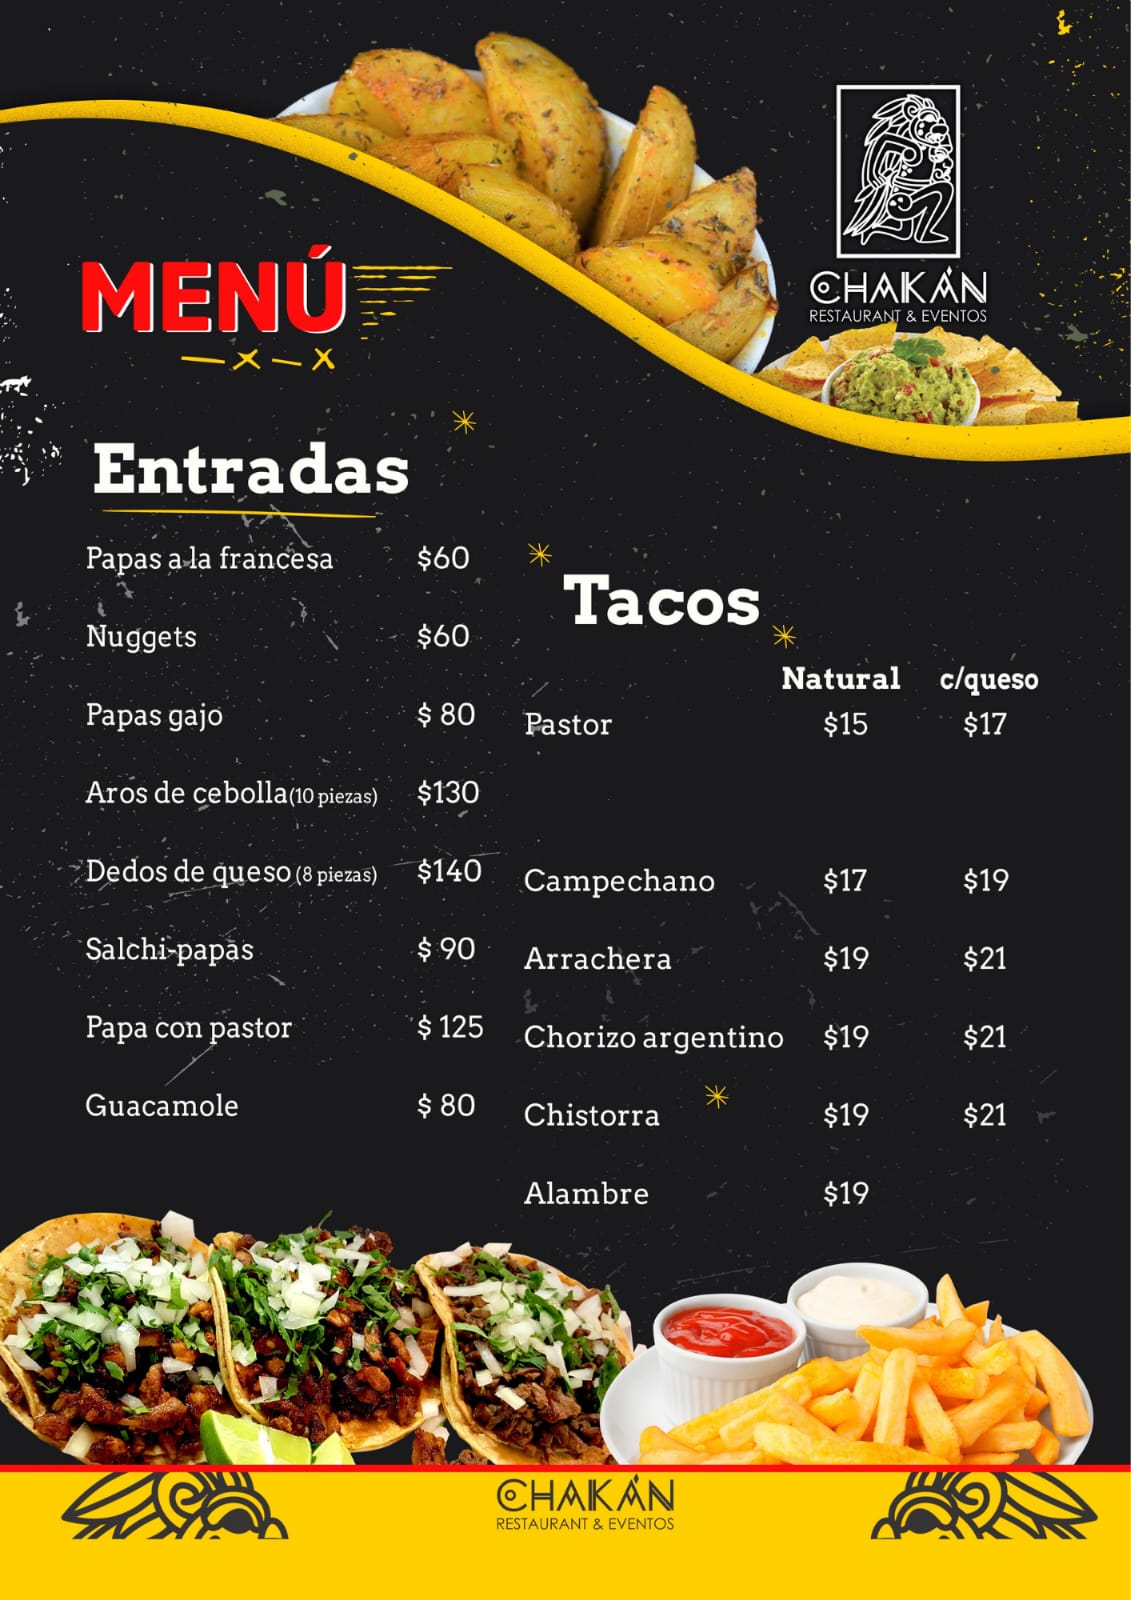 CHAKÁN
RESTAURANT & EVENTOS
MENÚ
Entradas
Papas a la francesa $60
Nuggets $60
Papas gajo $ 80
Aros de cebolla(10 piezas) $130
Dedos de queso (8 piezas) $140
Salchi-papas $ 90
Papa con pastor $ 125
Guacamole $ 80
Tacos
Natural c/queso
Pastor $15 $17
Campechano $17 $19
Arrachera $19 $21
Chorizo argentino $19 $21
Chistorra $19 $21
Alambre $19
CHAKÁN
RESTAURANT & EVENTOS